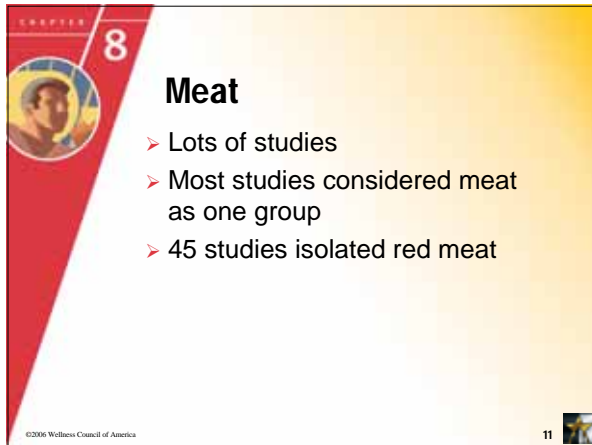 CHAPTER
8
Meat
➢ Lots of studies
➢ Most studies considered meat
as one group
➢ 45 studies isolated red meat
©2006 Wellness Council of America
11